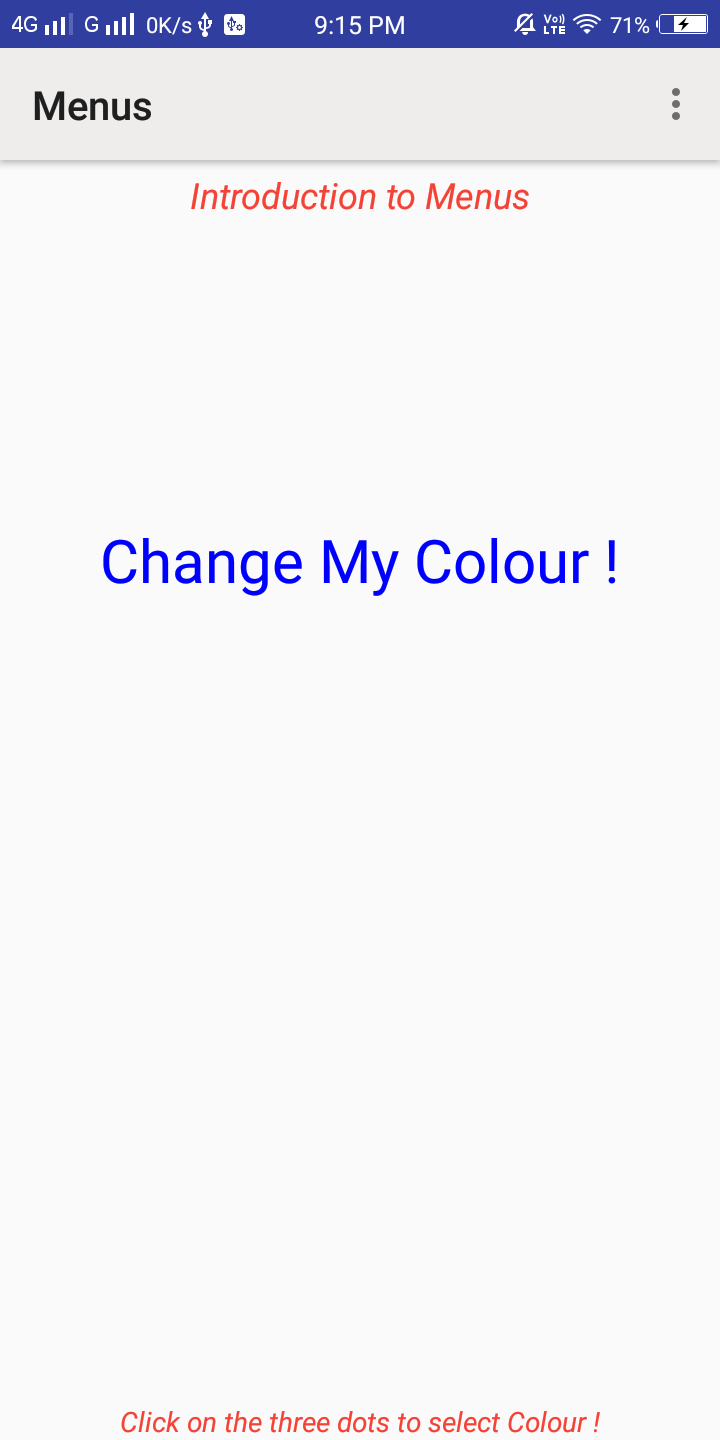 4G G 0K/s 9:15 PM Vo)) LTE 71%
Menus
Introduction to Menus
Change My Colour !
Click on the three dots to select Colour !